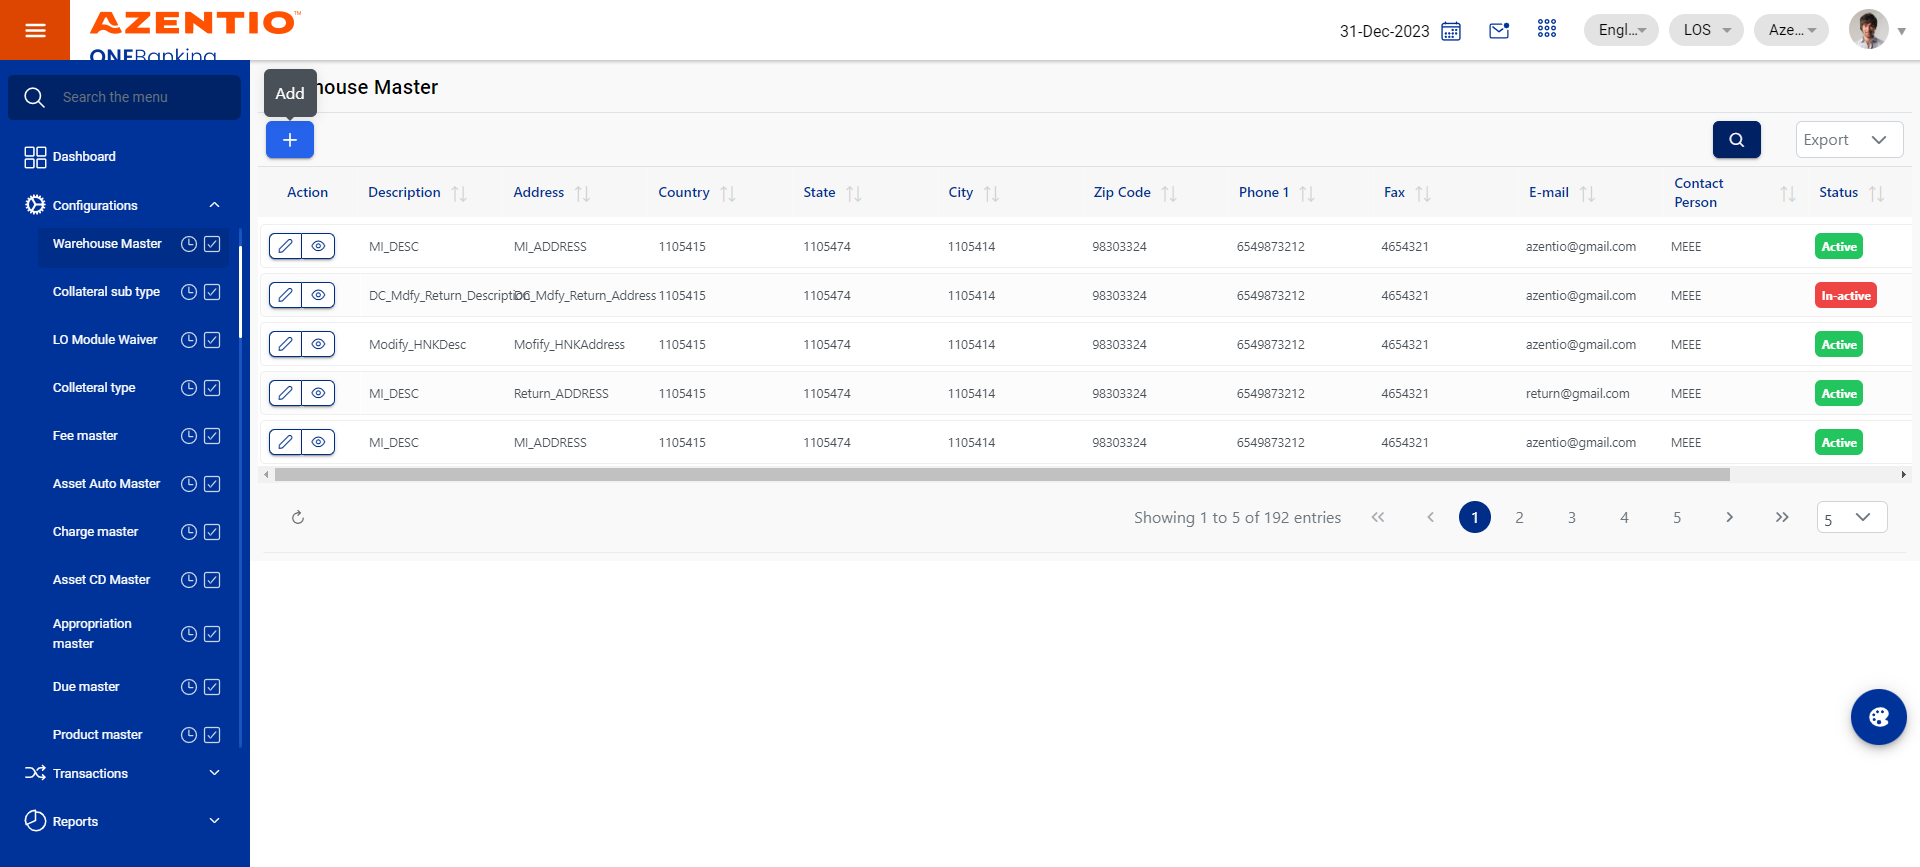 AZENTIO™
ONEBanking
31-Dec-2023
Engl...
LOS
Aze...
Search the menu
Dashboard
Configurations
Warehouse Master
Collateral sub type
LO Module Waiver
Colleteral type
Fee master
Asset Auto Master
Charge master
Asset CD Master
Appropriation
master
Due master
Product master
Transactions
Reports
Add
house Master
Export
Action Description Address Country State City Zip Code Phone 1 Fax E-mail Contact Person Status
MI_DESC MI_ADDRESS 1105415 1105474 1105414 98303324 6549873212 4654321 azentio@gmail.com MEEE Active
DC_Mdfy_Return_Description DC_Mdfy_Return_Address 1105415 1105474 1105414 98303324 6549873212 4654321 azentio@gmail.com MEEE In-active
Modify_HNKDesc Mofify_HNKAddress 1105415 1105474 1105414 98303324 6549873212 4654321 azentio@gmail.com MEEE Active
MI_DESC Return_ADDRESS 1105415 1105474 1105414 98303324 6549873212 4654321 return@gmail.com MEEE Active
MI_DESC MI_ADDRESS 1105415 1105474 1105414 98303324 6549873212 4654321 azentio@gmail.com MEEE Active
Showing 1 to 5 of 192 entries 1 2 3 4 5 5